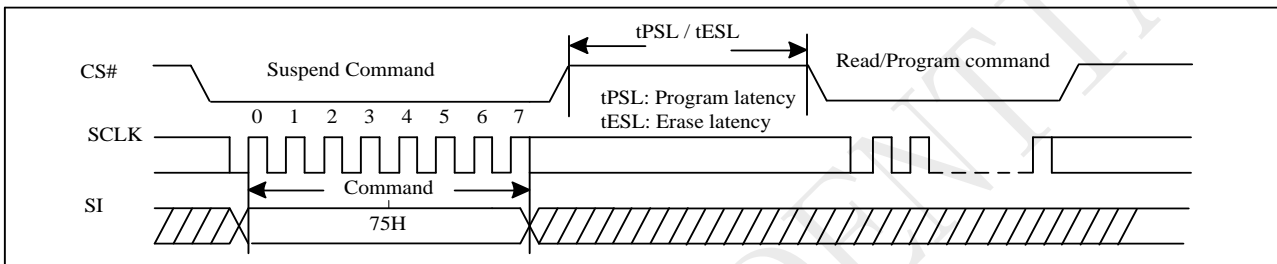 tPSL / tESL
CS#
Suspend Command
Read/Program command
tPSL: Program latency
tESL: Erase latency
0 1 2 3 4 5 6 7
SCLK
Command
SI
75H